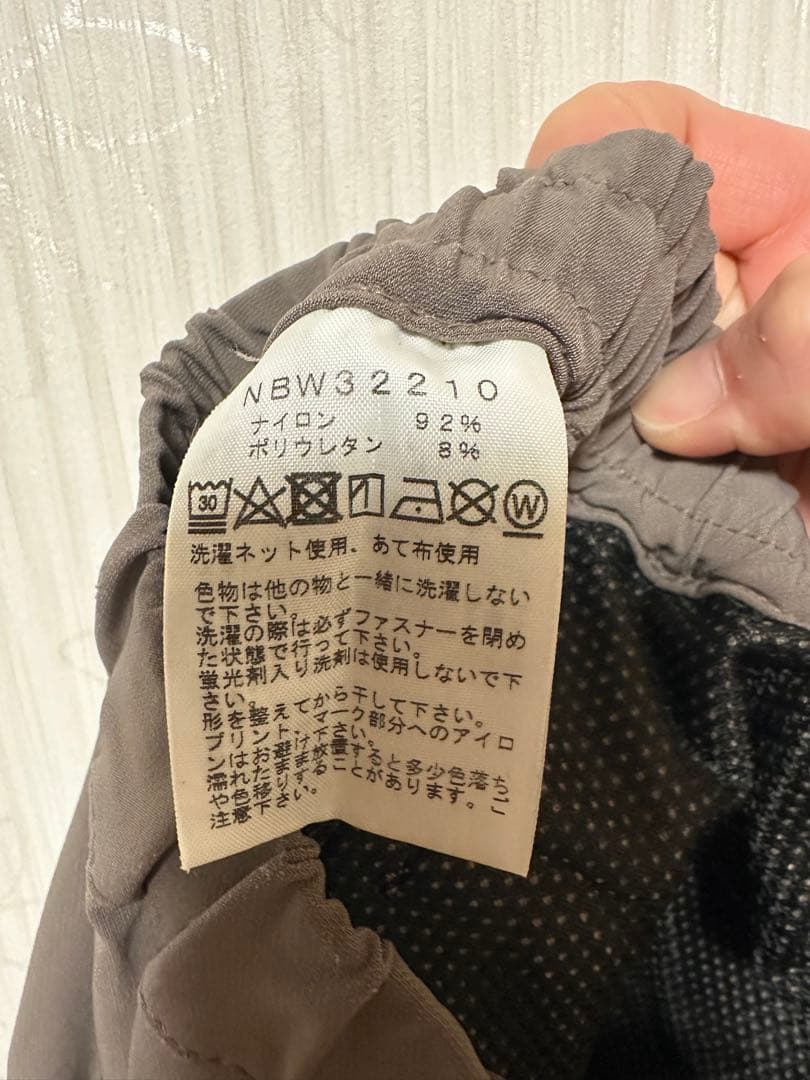 NBW32210
ナイロン 92%
ポリウレタン 8%
30 W
洗濯ネット使用、あて布使用
色物は他の物と一緒に洗濯しない
で下さい。
洗濯の際は必ずファスナーを閉め
た状態で行って下さい。
蛍光剤入り洗剤は使用しないで下
さい。
形を整えてから干して下さい。
プリント、マーク部分へのアイロ
ンはお避け下さい。
濡れたまま放置すると多少色落ち
や色移りすることがあります。ご
注意下さい。